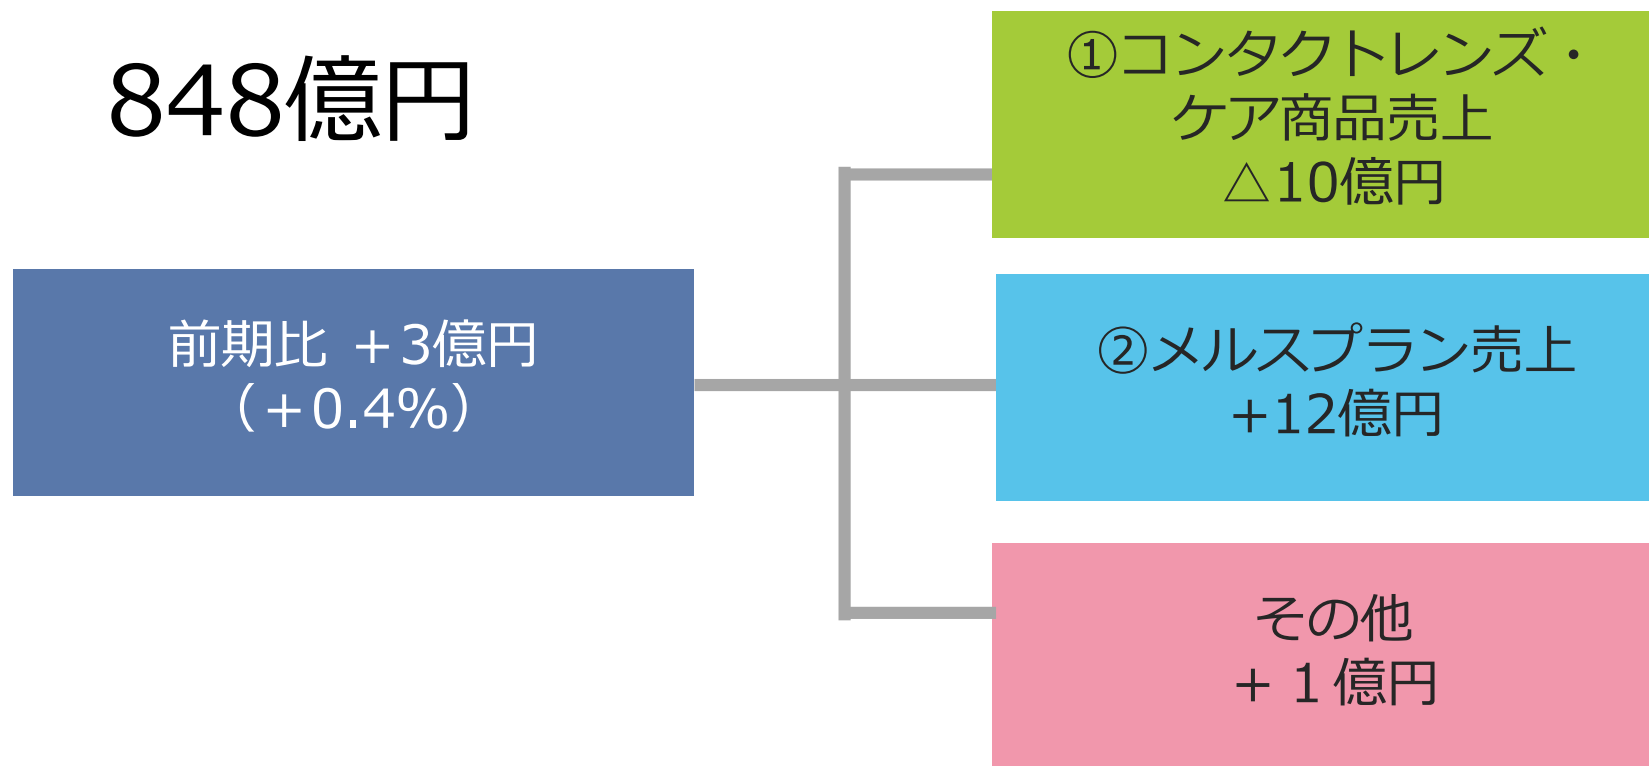 848億円
前期比 +3億円
（+0.4%）
①コンタクトレンズ・
ケア商品売上
△10億円
②メルスプラン売上
+12億円
その他
+１億円